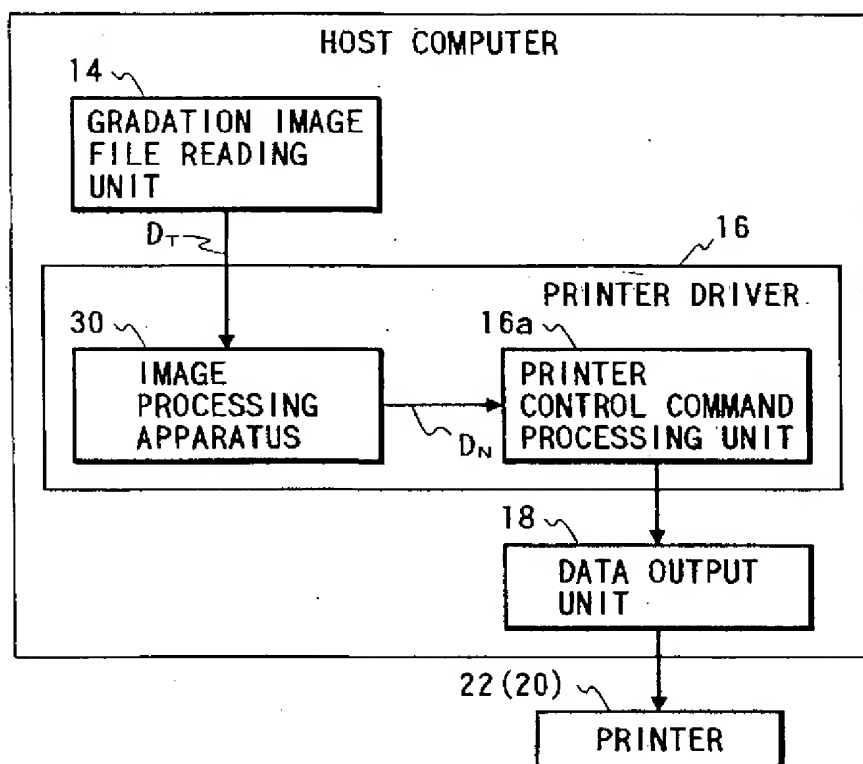 HOST COMPUTER
14
GRADATION IMAGE
FILE READING
UNIT
DT
16
PRINTER DRIVER
30
16a
IMAGE
PROCESSING
APPARATUS
PRINTER
CONTROL COMMAND
PROCESSING UNIT
DN
18
DATA OUTPUT
UNIT
22(20)
PRINTER